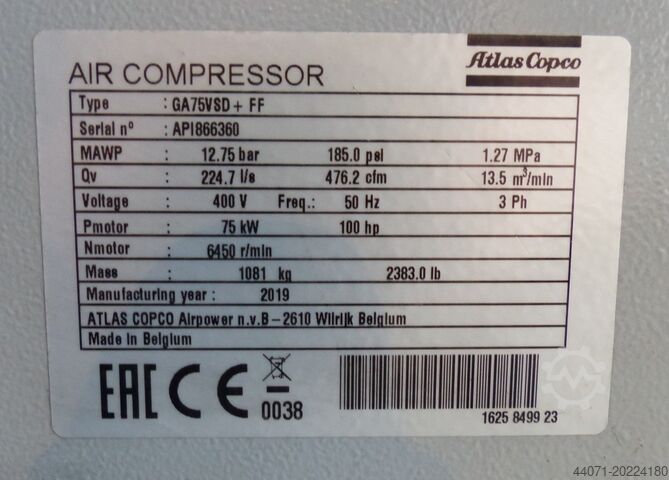 AIR COMPRESSOR
Atlas Copco
Type : GA75VSD+ FF
Serial nº : API866360
MAWP : 12.75 bar 185.0 psi 1.27 MPa
Qv : 224.7 l/s 476.2 cfm 13.5 m³/min
Voltage : 400 V Freq.: 50 Hz 3 Ph
Pmotor : 75 kW 100 hp
Nmotor : 6450 r/min
Mass : 1081 kg 2383.0 lb
Manufacturing year : 2019
ATLAS COPCO Airpower n.v.B-2610 Wilrijk Belgium
Made in Belgium
EAC CE 0038
1625 8499 23
44071-20224180